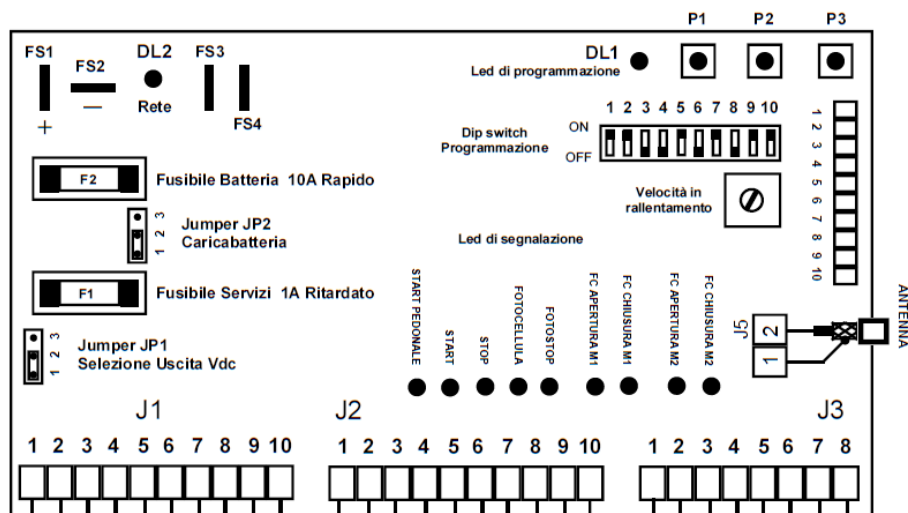 P1 P2 P3
FS1 FS2 DL2 FS3
DL1
Led di programmazione
Rete
FS4
+ —
1 2 3 4 5 6 7 8 9 10
ON
OFF
Dip switch
Programmazione
1
2
3
4
5
6
7
8
9
10
F2
Fusibile Batteria 10A Rapido
Velocità in
rallentamento
1 2 3
Jumper JP2
Caricabatteria
Led di segnalazione
F1
Fusibile Servizi 1A Ritardato
START PEDONALE
START
STOP
FOTOCELLULA
FOTOSTOP
FC APERTURA M1
FC CHIUSURA M1
FC APERTURA M2
FC CHIUSURA M2
J5
2
1
ANTENNA
1 2 3
Jumper JP1
Selezione Uscita Vdc
J1 J2 J3
1 2 3 4 5 6 7 8 9 10
1 2 3 4 5 6 7 8 9 10
1 2 3 4 5 6 7 8